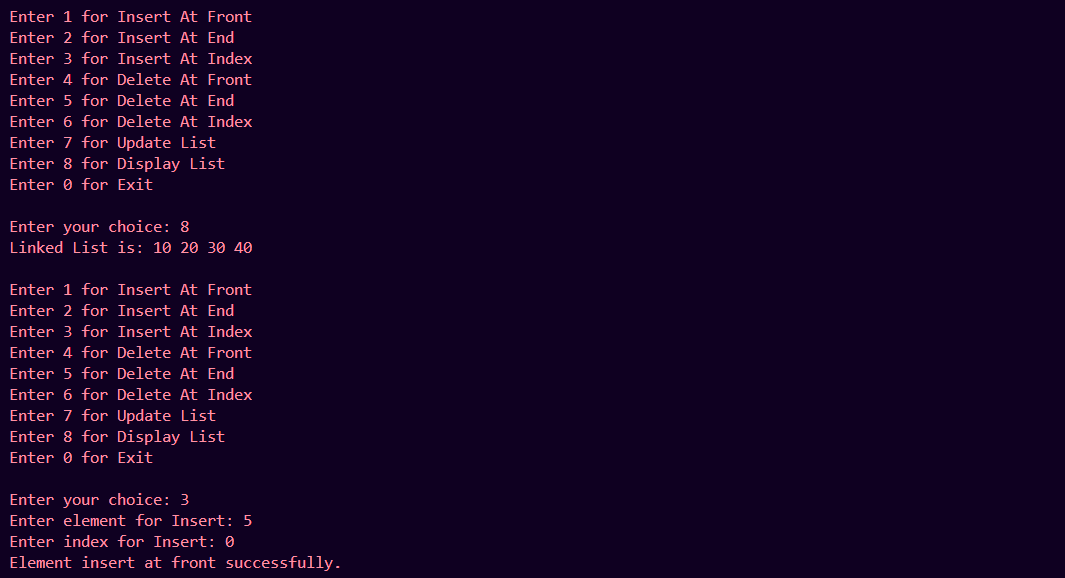 Enter 1 for Insert At Front
Enter 2 for Insert At End
Enter 3 for Insert At Index
Enter 4 for Delete At Front
Enter 5 for Delete At End
Enter 6 for Delete At Index
Enter 7 for Update List
Enter 8 for Display List
Enter 0 for Exit
Enter your choice: 8
Linked List is: 10 20 30 40
Enter 1 for Insert At Front
Enter 2 for Insert At End
Enter 3 for Insert At Index
Enter 4 for Delete At Front
Enter 5 for Delete At End
Enter 6 for Delete At Index
Enter 7 for Update List
Enter 8 for Display List
Enter 0 for Exit
Enter your choice: 3
Enter element for Insert: 5
Enter index for Insert: 0
Element insert at front successfully.